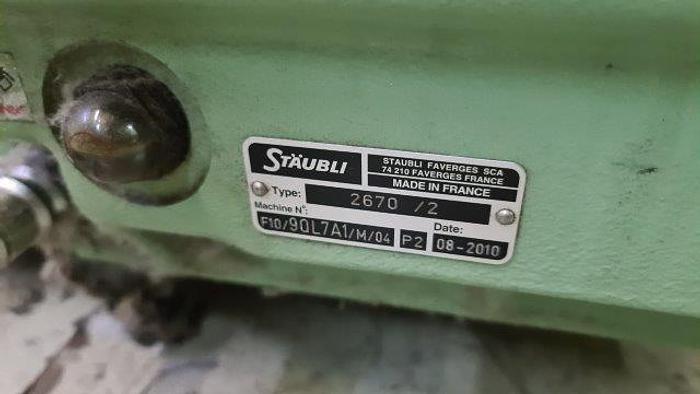 STÄUBLI
STAUBLI FAVERGES SCA
74 210 FAVERGES FRANCE
MADE IN FRANCE
Type: 2670 /2
Machine N°: Date:
F10/9QL7A1/M/04 P2 08-2010